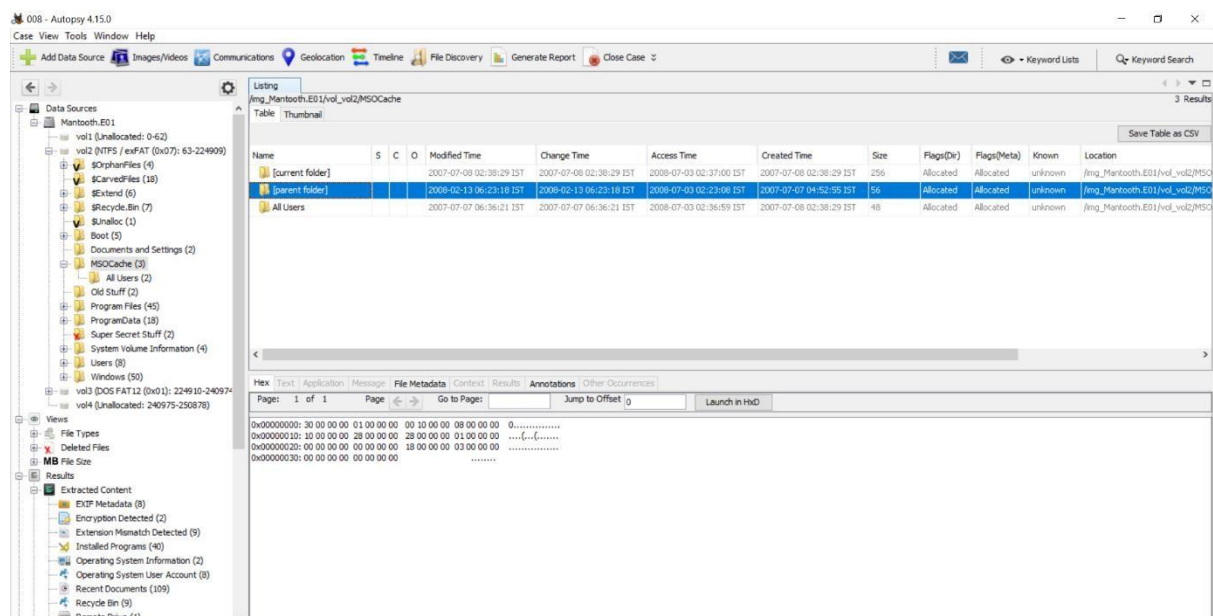 008 - Autopsy 4.15.0
Case View Tools Window Help
Add Data Source Images/Videos Communications Geolocation Timeline File Discovery Generate Report Close Case Keyword Lists Keyword Search
Data Sources
Mantooth.E01
vol1 (Unallocated: 0-62)
vol2 (NTFS / exFAT (0x07): 63-224909)
$OrphanFiles (4)
$CarvedFiles (18)
$Extend (6)
$Recycle.Bin (7)
$Unalloc (1)
Boot (5)
Documents and Settings (2)
MSOCache (3)
All Users (2)
Old Stuff (2)
Program Files (45)
ProgramData (18)
Super Secret Stuff (2)
System Volume Information (4)
Users (8)
Windows (50)
vol3 (DOS FAT12 (0x01): 224910-240974
vol4 (Unallocated: 240975-250878)
Views
File Types
Deleted Files
MB File Size
Results
Extracted Content
EXIF Metadata (8)
Encryption Detected (2)
Extension Mismatch Detected (9)
Installed Programs (40)
Operating System Information (2)
Operating System User Account (8)
Recent Documents (109)
Recycle Bin (9)
Listing
/img_Mantooth.E01/vol_vol2/MSOCache 3 Results
Table Thumbnail
Save Table as CSV
Name S C O Modified Time Change Time Access Time Created Time Size Flags(Dir) Flags(Meta) Known Location
[current folder] 2007-07-08 02:38:29 IST 2007-07-08 02:38:29 IST 2008-07-03 02:37:00 IST 2007-07-08 02:38:29 IST 256 Allocated Allocated unknown /img_Mantooth.E01/vol_vol2/MSO
[parent folder] 2008-02-13 06:23:18 IST 2008-02-13 06:23:18 IST 2008-07-03 02:23:08 IST 2007-07-07 04:52:55 IST 56 Allocated Allocated unknown /img_Mantooth.E01/vol_vol2/MSO
All Users 2007-07-07 06:36:21 IST 2007-07-07 06:36:21 IST 2008-07-03 02:36:59 IST 2007-07-08 02:38:29 IST 48 Allocated Allocated unknown /img_Mantooth.E01/vol_vol2/MSO
Hex Text Application Message File Metadata Context Results Annotations Other Occurrences
Page: 1 of 1 Page Go to Page: Jump to Offset 0 Launch in HxD
0x00000000: 30 00 00 00 01 00 00 00 00 10 00 00 08 00 00 00 0...............
0x00000010: 10 00 00 00 28 00 00 00 28 00 00 00 01 00 00 00 ....(...(.......
0x00000020: 00 00 00 00 00 00 00 00 18 00 00 00 03 00 00 00 ................
0x00000030: 00 00 00 00 00 00 00 00 ........